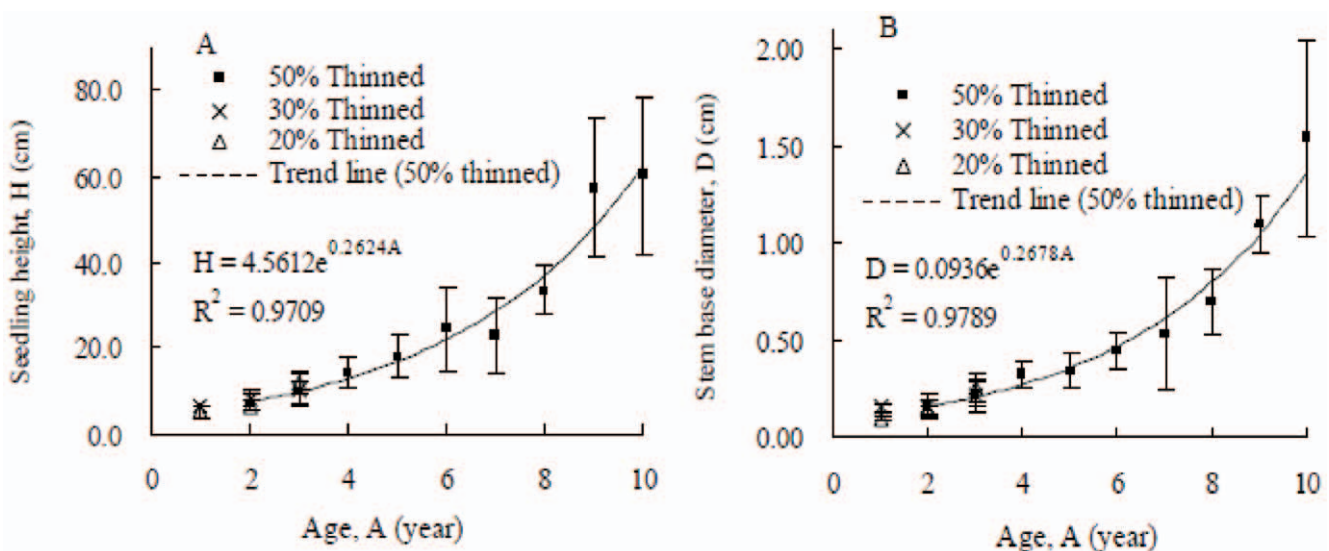 A
50% Thinned
30% Thinned
20% Thinned
Trend line (50% thinned)
H = 4.5612e^0.2624A
R^2 = 0.9709
Seedling height, H (cm)
80.0
60.0
40.0
20.0
0.0
0 2 4 6 8 10
Age, A (year)
B
50% Thinned
30% Thinned
20% Thinned
Trend line (50% thinned)
D = 0.0936e^0.2678A
R^2 = 0.9789
Stem base diameter, D (cm)
2.00
1.50
1.00
0.50
0.00
0 2 4 6 8 10
Age, A (year)